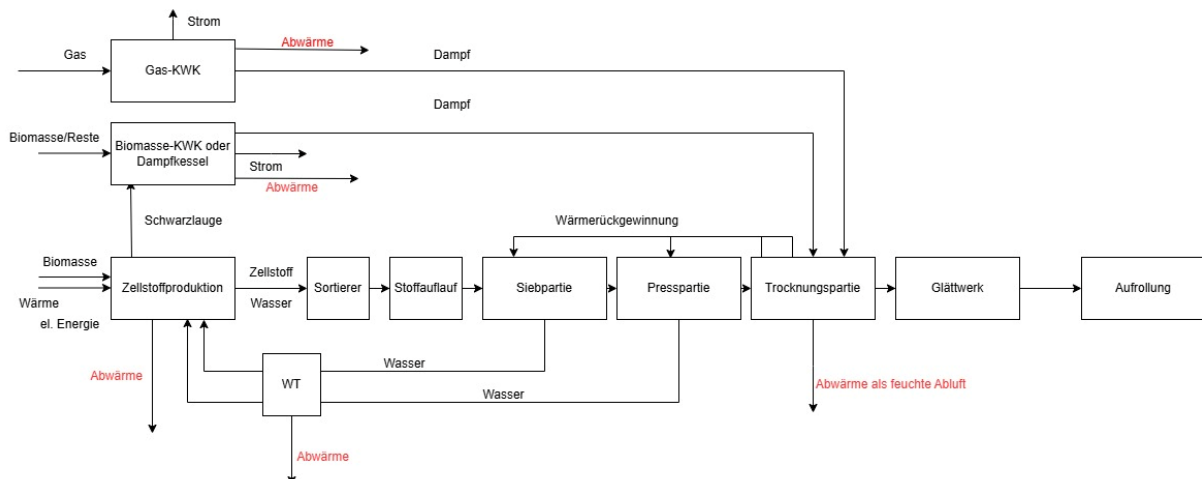 Strom
Abwärme
Gas
Dampf
Gas-KWK
Dampf
Biomasse/Reste
Biomasse-KWK oder
Dampfkessel
Strom
Abwärme
Schwarzlauge
Wärmerückgewinnung
Biomasse
Zellstoff
Zellstoffproduktion
Sortierer
Stoffauflauf
Siebpartie
Presspartie
Trocknungspartie
Glättwerk
Aufrollung
Wärme
Wasser
el. Energie
Wasser
Abwärme
WT
Abwärme als feuchte Abluft
Wasser
Abwärme